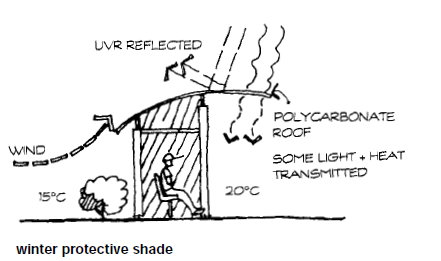 UVR REFLECTED
POLYCARBONATE
ROOF
WIND
SOME LIGHT + HEAT
TRANSMITTED
15°C
20°C
winter protective shade